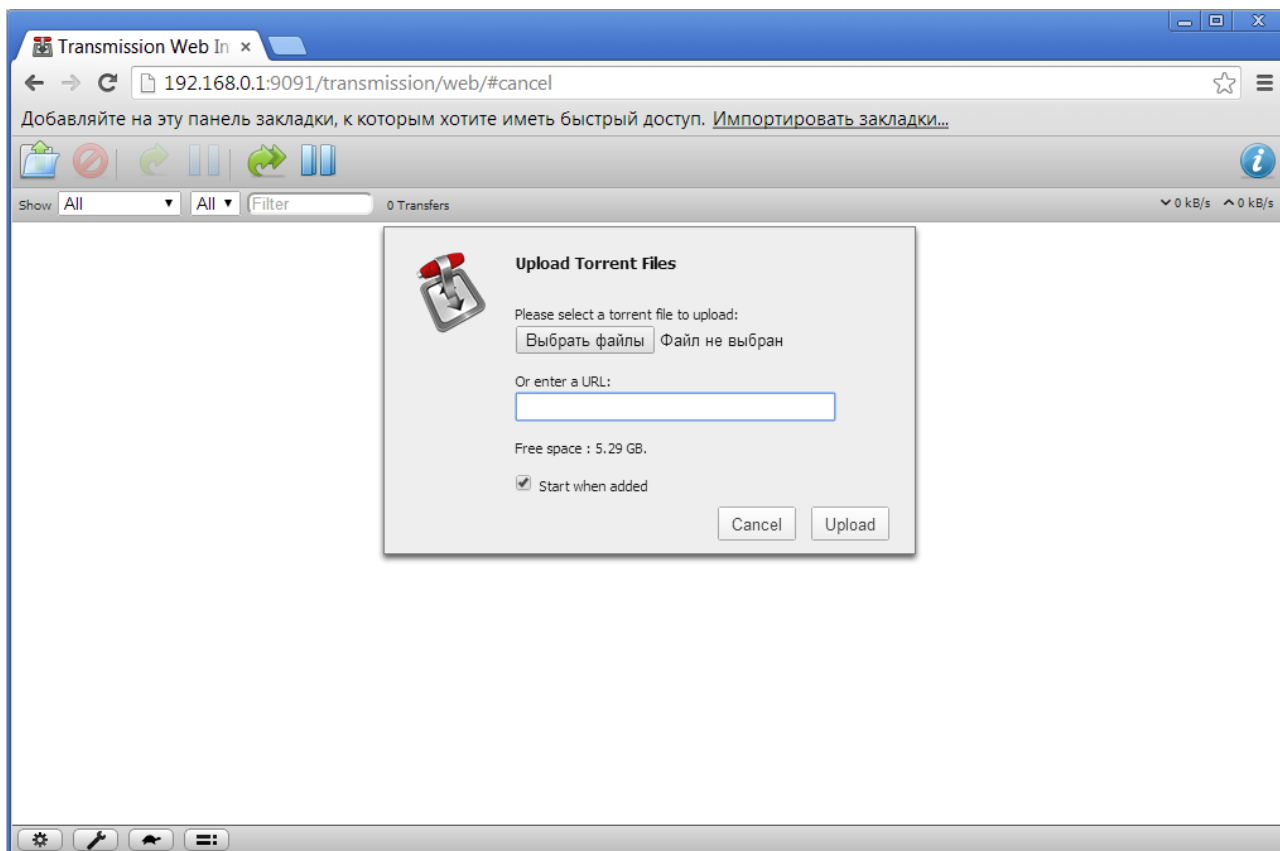 Transmission Web In
192.168.0.1:9091/transmission/web/#cancel
Добавляйте на эту панель закладки, к которым хотите иметь быстрый доступ. Импортировать закладки...
Show All All Filter 0 Transfers 0 kB/s 0 kB/s
Upload Torrent Files
Please select a torrent file to upload:
Выбрать файлы Файл не выбран
Or enter a URL:
Free space : 5.29 GB.
Start when added
Cancel Upload